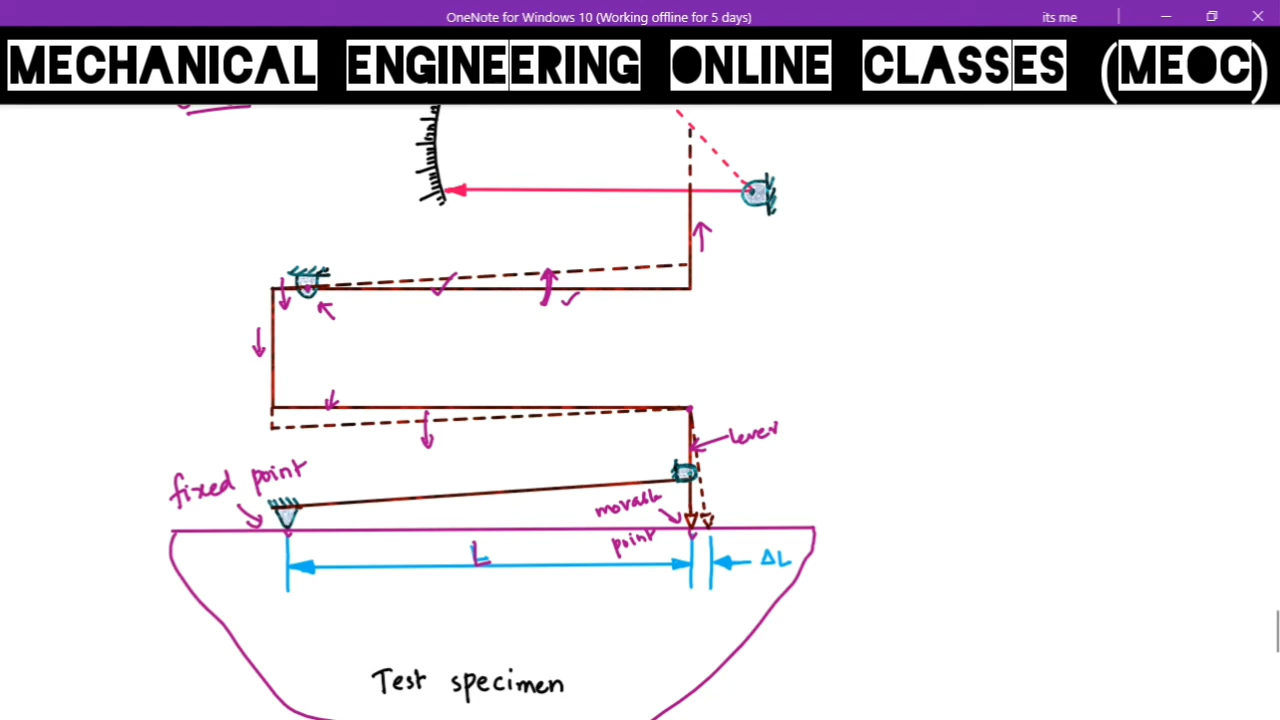 OneNote for Windows 10 (Working offline for 5 days)
its me
MECHANICAL ENGINEERING ONLINE CLASSES (MEOC)
lever
fixed point
movable
point
L
ΔL
Test specimen